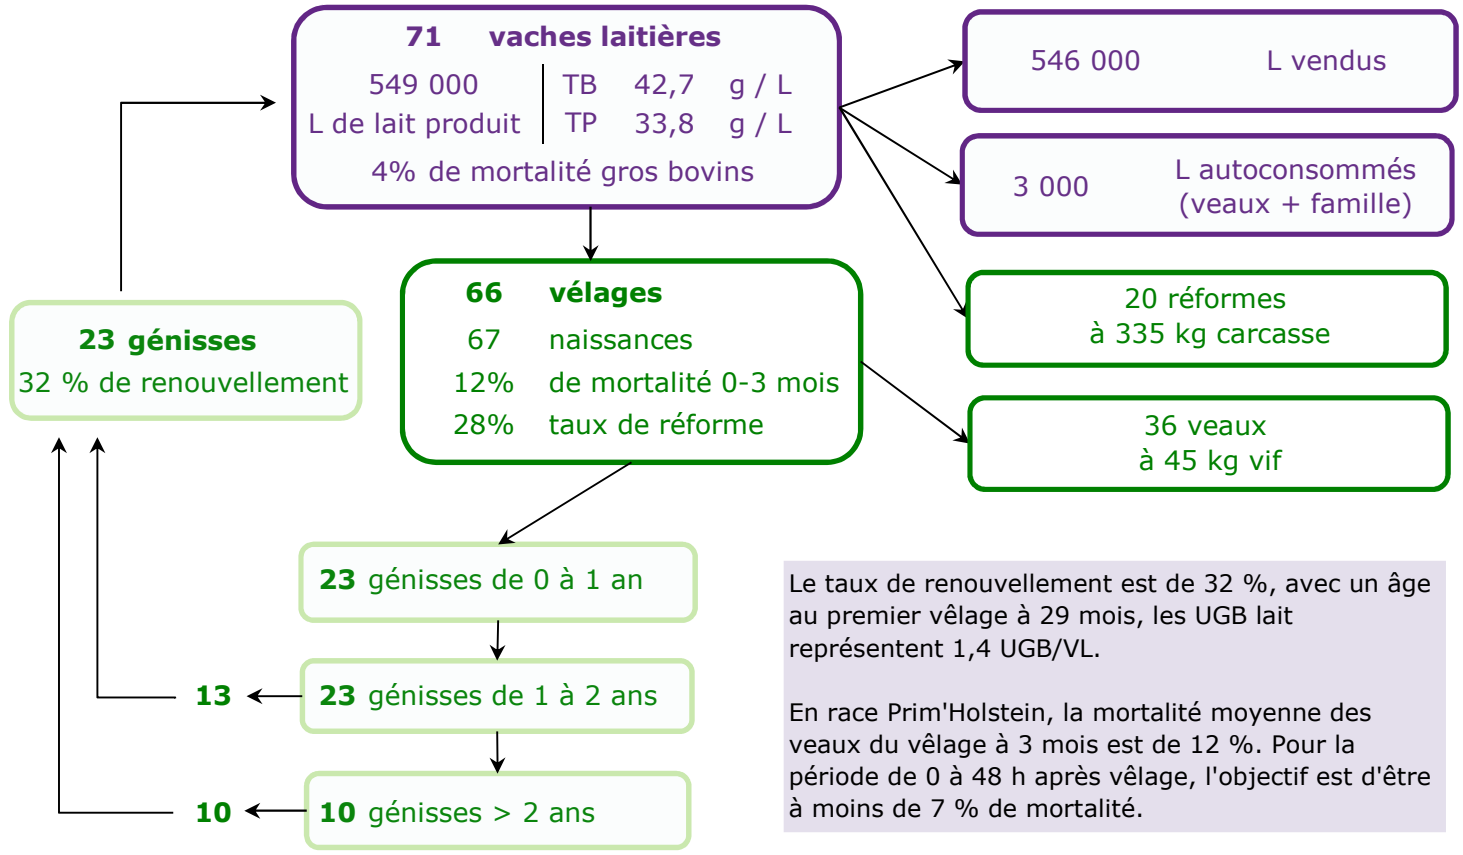 71 vaches laitières
549 000
L de lait produit
TB 42,7 g / L
TP 33,8 g / L
4% de mortalité gros bovins
546 000 L vendus
3 000
L autoconsommés
(veaux + famille)
20 réformes
à 335 kg carcasse
66 vélages
67 naissances
12% de mortalité 0-3 mois
28% taux de réforme
36 veaux
à 45 kg vif
23 génisses
32 % de renouvellement
23 génisses de 0 à 1 an
13
23 génisses de 1 à 2 ans
10
10 génisses > 2 ans
Le taux de renouvellement est de 32 %, avec un âge
au premier vêlage à 29 mois, les UGB lait
représentent 1,4 UGB/VL.
En race Prim'Holstein, la mortalité moyenne des
veaux du vêlage à 3 mois est de 12 %. Pour la
période de 0 à 48 h après vêlage, l'objectif est d'être
à moins de 7 % de mortalité.